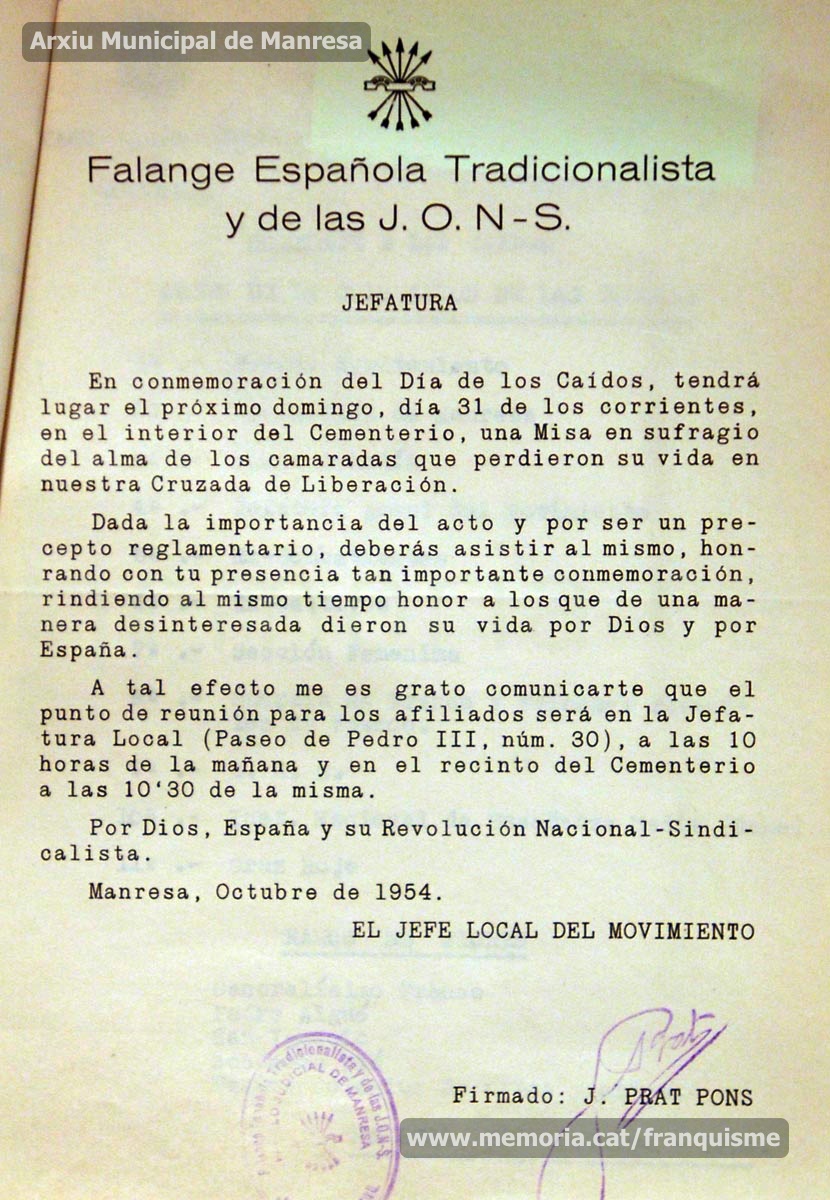 Arxiu Municipal de Manresa
Falange Española Tradicionalista
y de las J. O. N-S.
JEFATURA
En conmemoración del Día de los Caídos, tendrá
lugar el próximo domingo, día 31 de los corrientes,
en el interior del Cementerio, una Misa en sufragio
del alma de los camaradas que perdieron su vida en
nuestra Cruzada de Liberación.
Dada la importancia del acto y por ser un pre-
cepto reglamentario, deberás asistir al mismo, hon-
rando con tu presencia tan importante conmemoración,
rindiendo al mismo tiempo honor a los que de una ma-
nera desinteresada dieron su vida por Dios y por
España.
A tal efecto me es grato comunicarte que el
punto de reunión para los afiliados será en la Jefa-
tura Local (Paseo de Pedro III, núm. 30), a las 10
horas de la mañana y en el recinto del Cementerio
a las 10'30 de la misma.
Por Dios, España y su Revolución Nacional-Sindi-
calista.
Manresa, Octubre de 1954.
EL JEFE LOCAL DEL MOVIMIENTO
Tradicionalista y de las J.O.N-S.
JUDICIAL DE MANRESA
Firmado: J. PRAT PONS
www.memoria.cat/franquisme